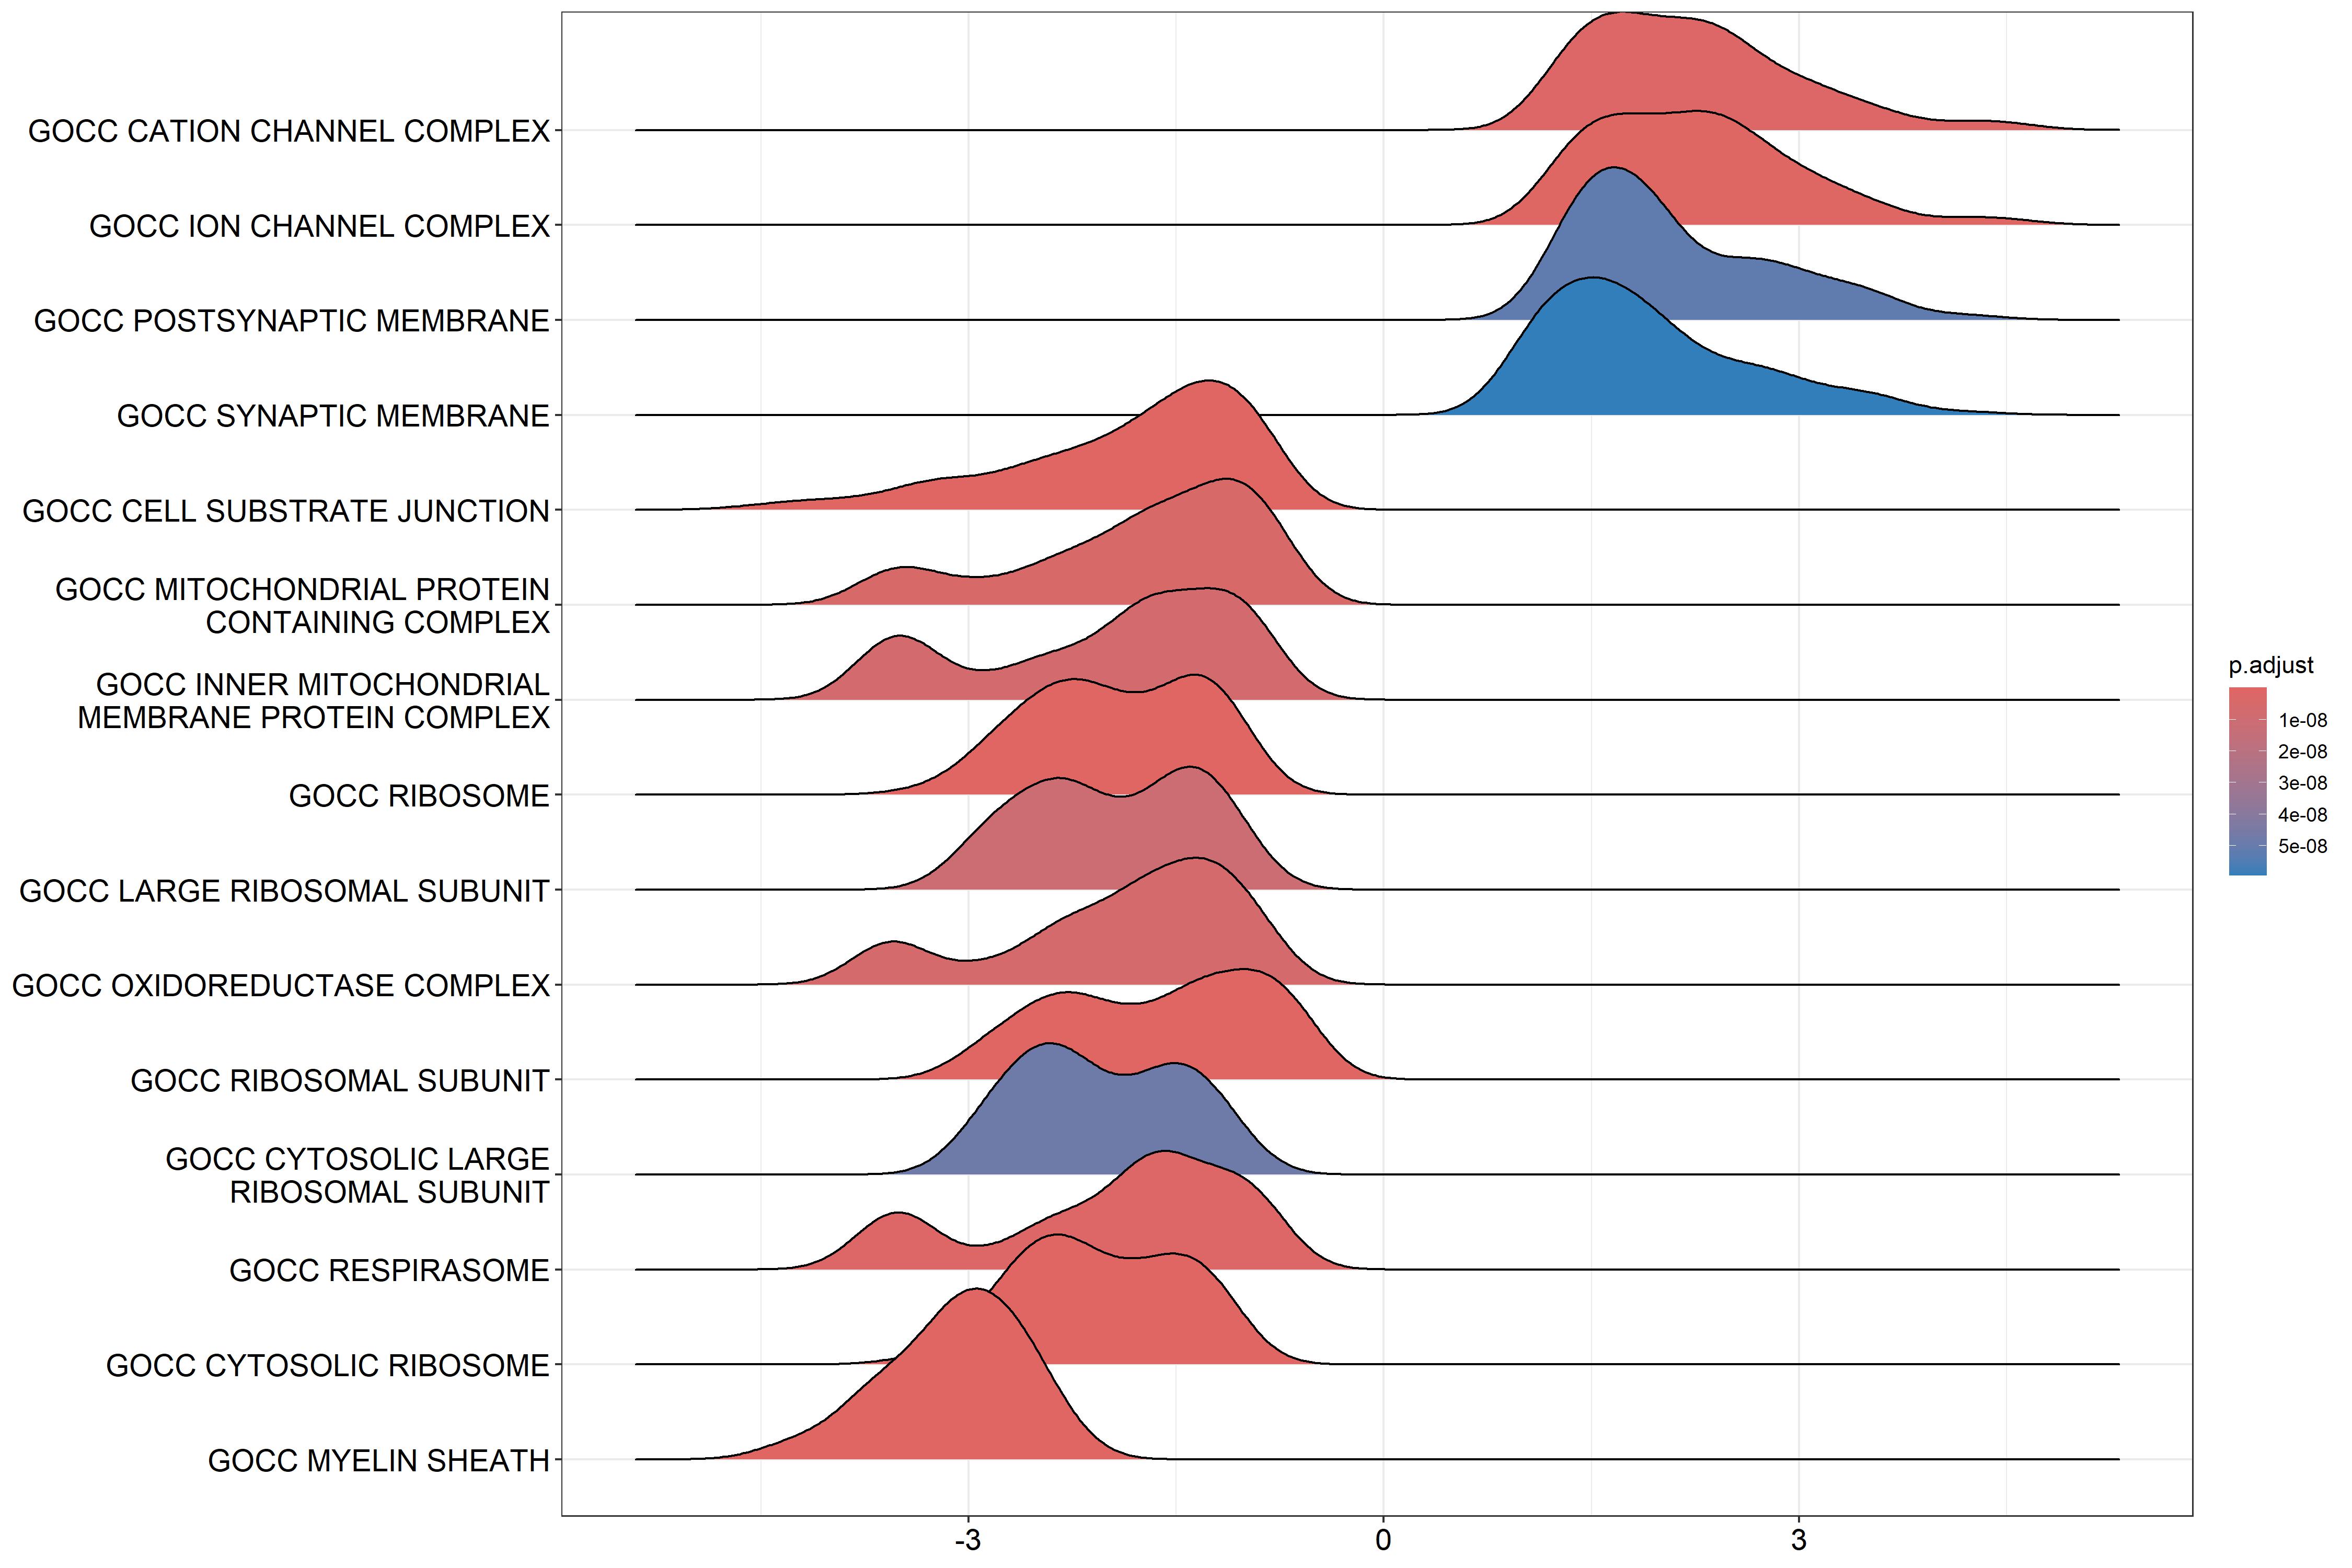 GOCC CATION CHANNEL COMPLEX
GOCC ION CHANNEL COMPLEX
GOCC POSTSYNAPTIC MEMBRANE
GOCC SYNAPTIC MEMBRANE
GOCC CELL SUBSTRATE JUNCTION
GOCC MITOCHONDRIAL PROTEIN
CONTAINING COMPLEX
GOCC INNER MITOCHONDRIAL
MEMBRANE PROTEIN COMPLEX
GOCC RIBOSOME
GOCC LARGE RIBOSOMAL SUBUNIT
GOCC OXIDOREDUCTASE COMPLEX
GOCC RIBOSOMAL SUBUNIT
GOCC CYTOSOLIC LARGE
RIBOSOMAL SUBUNIT
GOCC RESPIRASOME
GOCC CYTOSOLIC RIBOSOME
GOCC MYELIN SHEATH
-3
0
3
p.adjust
1e-08
2e-08
3e-08
4e-08
5e-08